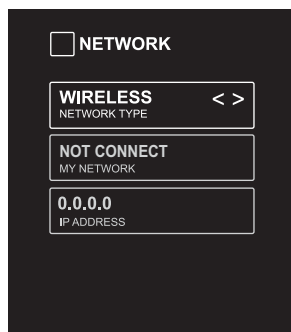 NETWORK
WIRELESS < >
NETWORK TYPE
NOT CONNECT
MY NETWORK
0.0.0.0
IP ADDRESS